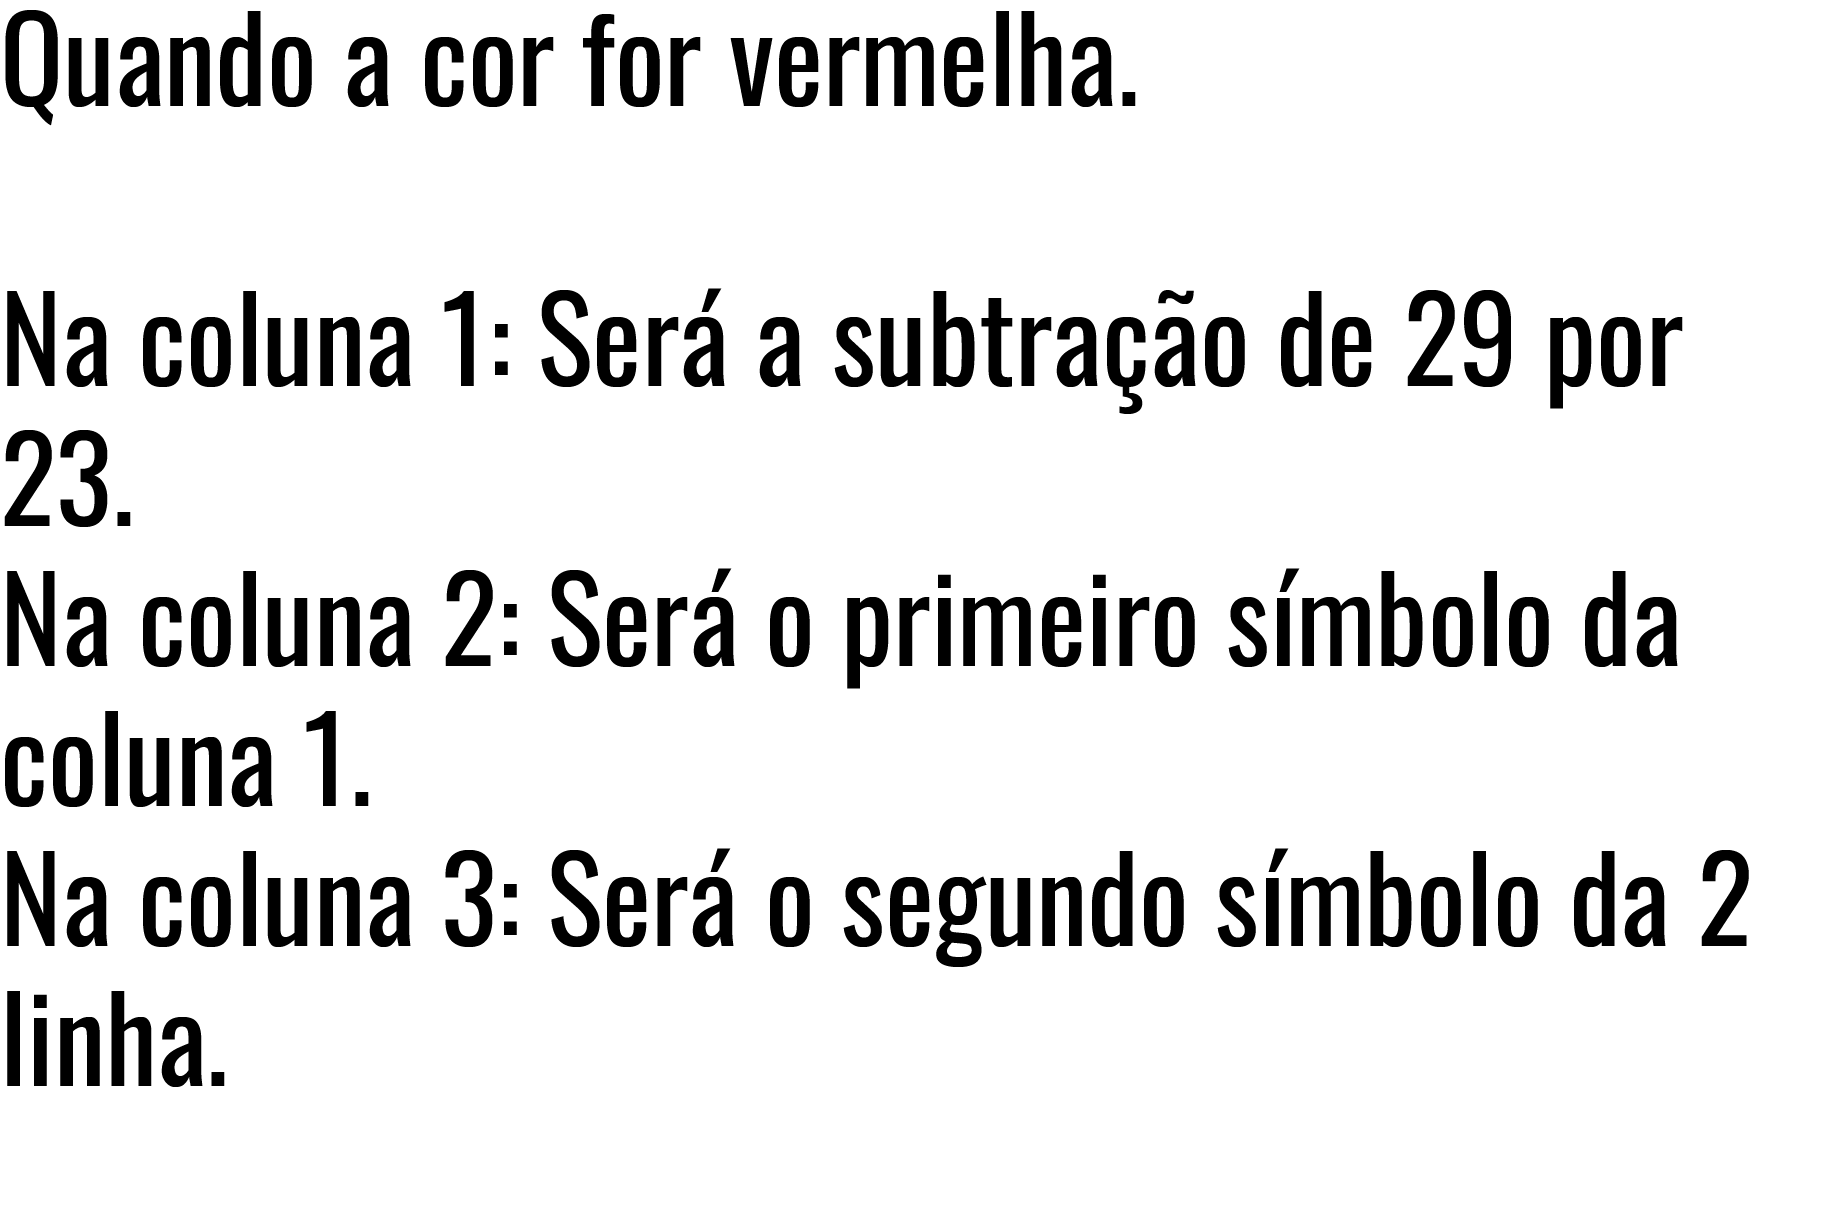 Quando a cor for vermelha.
Na coluna 1: Será a subtração de 29 por
23.
Na coluna 2: Será o primeiro símbolo da
coluna 1.
Na coluna 3: Será o segundo símbolo da 2
linha.